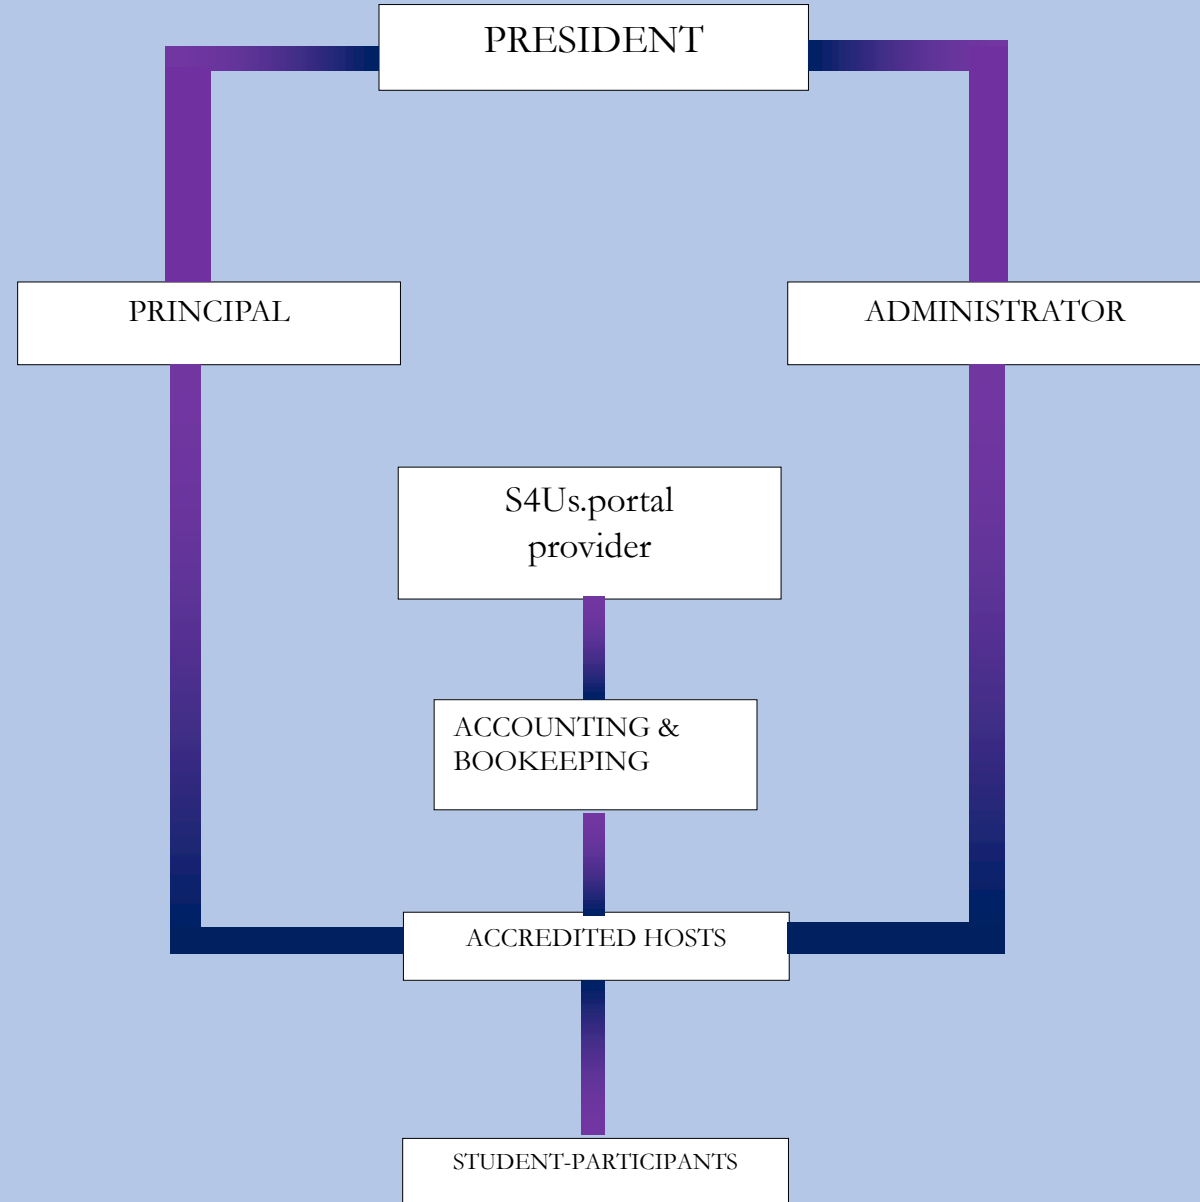 PRESIDENT
PRINCIPAL
ADMINISTRATOR
S4Us.portal
provider
ACCOUNTING &
BOOKEEPING
ACCREDITED HOSTS
STUDENT-PARTICIPANTS